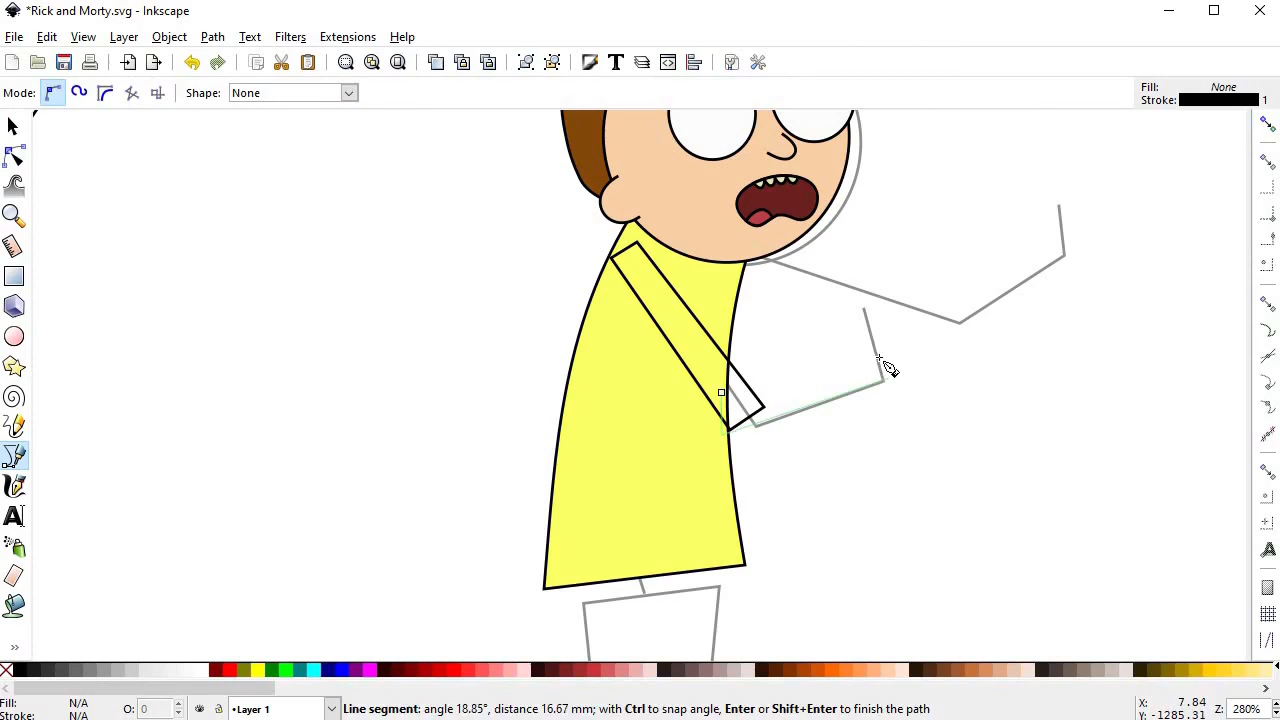 *Rick and Morty.svg - Inkscape
File Edit View Layer Object Path Text Filters Extensions Help
Mode: Shape: None Fill: None
Stroke: 1
Fill: N/A O: 0 •Layer 1 Line segment: angle 18.85°, distance 16.67 mm; with Ctrl to snap angle, Enter or Shift+Enter to finish the path X: 7.84 Z: 280%
Stroke: N/A Y: -1285.31